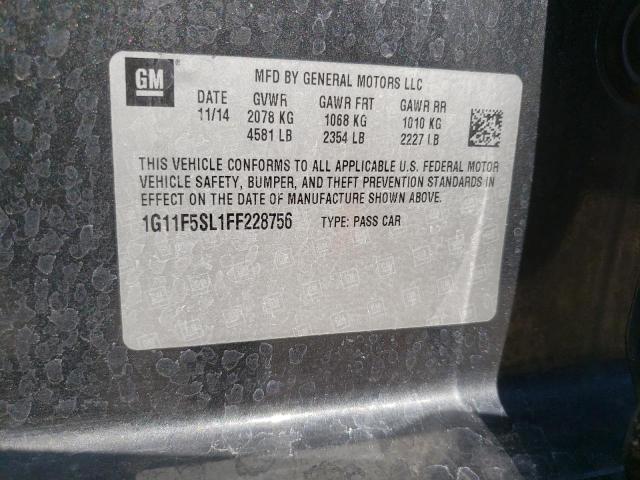 GM
MFD BY GENERAL MOTORS LLC
DATE GVWR GAWR FRT GAWR RR
11/14 2078 KG 1068 KG 1010 KG
4581 LB 2354 LB 2227 LB
THIS VEHICLE CONFORMS TO ALL APPLICABLE U.S. FEDERAL MOTOR
VEHICLE SAFETY, BUMPER, AND THEFT PREVENTION STANDARDS IN
EFFECT ON THE DATE OF MANUFACTURE SHOWN ABOVE.
1G11F5SL1FF228756 TYPE: PASS CAR